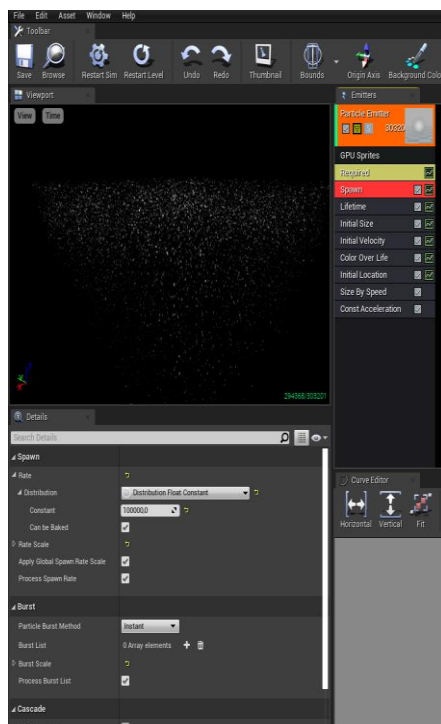 File Edit Asset Window Help
Toolbar
Save Browse Restart Sim Restart Level Undo Redo Thumbnail Bounds Origin Axis Background Colo
Viewport
View Time
294368/303201
Emitters
Particle Emitter
30320
GPU Sprites
Required
Spawn
Lifetime
Initial Size
Initial Velocity
Color Over Life
Initial Location
Size By Speed
Const Acceleration
Details
Search Details
Spawn
Rate
Distribution Distribution Float Constant
Constant 100000,0
Can be Baked
Rate Scale
Apply Global Spawn Rate Scale
Process Spawn Rate
Burst
Particle Burst Method Instant
Burst List 0 Array elements
Burst Scale
Process Burst List
Cascade
Curve Editor
Horizontal Vertical Fit